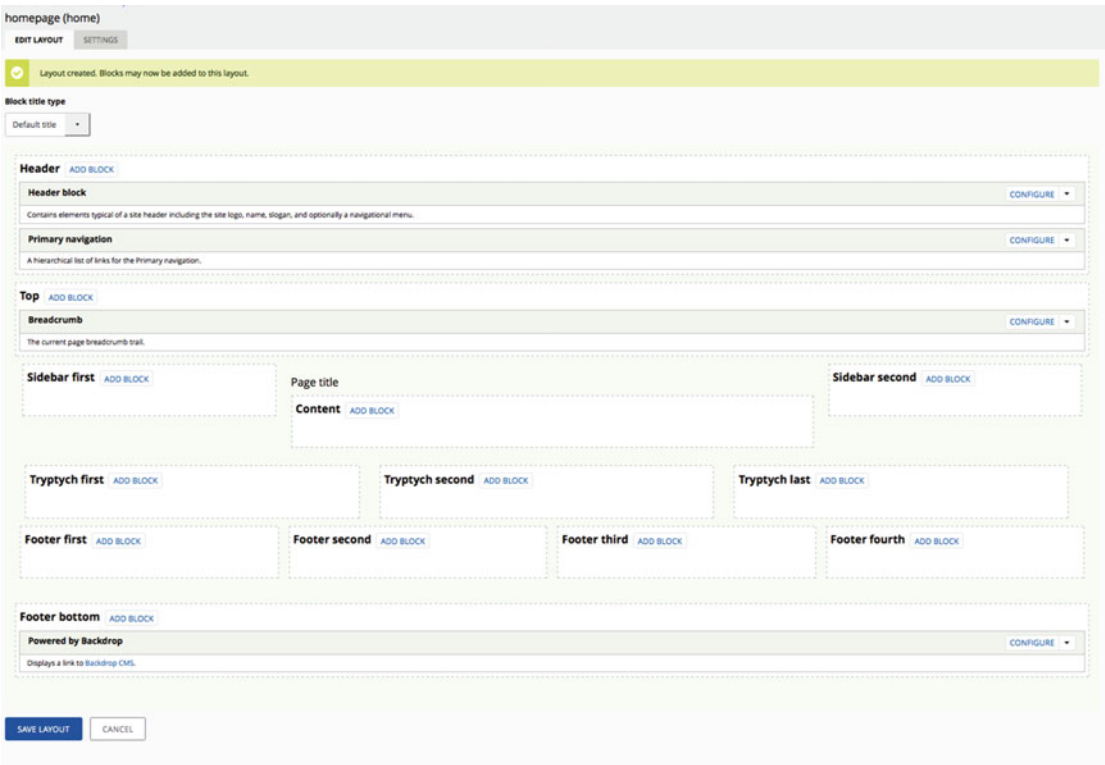 homepage (home)
EDIT LAYOUT SETTINGS
Layout created. Blocks may now be added to this layout.
Block title type
Default title
Header ADD BLOCK
Header block CONFIGURE
Contains elements typical of a site header including the site logo, name, slogan, and optionally a navigational menu.
Primary navigation CONFIGURE
A hierarchical list of links for the Primary navigation.
Top ADD BLOCK
Breadcrumb CONFIGURE
The current page breadcrumb trail.
Sidebar first ADD BLOCK
Page title
Content ADD BLOCK
Sidebar second ADD BLOCK
Tryptych first ADD BLOCK
Tryptych second ADD BLOCK
Tryptych last ADD BLOCK
Footer first ADD BLOCK
Footer second ADD BLOCK
Footer third ADD BLOCK
Footer fourth ADD BLOCK
Footer bottom ADD BLOCK
Powered by Backdrop CONFIGURE
Displays a link to Backdrop CMS.
SAVE LAYOUT CANCEL